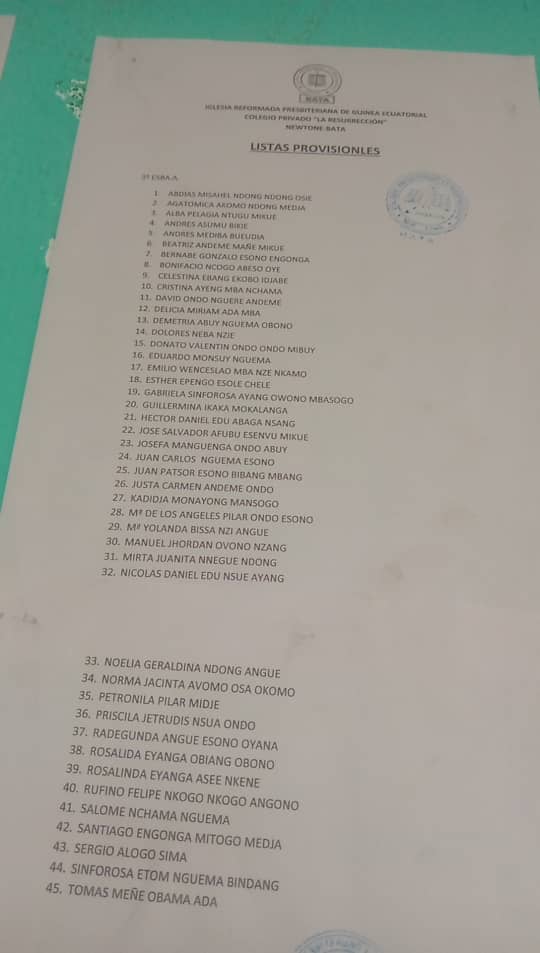 BATA
IGLESIA REFORMADA PRESBITERIANA DE GUINEA ECUATORIAL
COLEGIO PRIVADO "LA RESURRECCIÓN"
NEWTONE-BATA
LISTAS PROVISIONLES
3º ESBA-A.
1. ABDIAS MISAHEL NDONG NDONG OSIE
2. AGATOMICA AKOMO NDONG MEDJA
3. ALBA PELAGIA NTUGU MIKUE
4. ANDRES ASUMU BIKIE
5. ANDRES MEDIBA BUEUDIA
6. BEATRIZ ANDEME MAÑE MIKUE
7. BERNABE GONZALO ESONO ENGONGA
8. BONIFACIO NCOGO ABESO OYE
9. CELESTINA EBANG EKOBO IDJABE
10. CRISTINA AYENG MBA NCHAMA
11. DAVID ONDO NGUERE ANDEME
12. DELICIA MIRIAM ADA MBA
13. DEMETRIA ABUY NGUEMA OBONO
14. DOLORES NEBA NZIE
15. DONATO VALENTIN ONDO ONDO MIBUY
16. EDUARDO MONSUY NGUEMA
17. EMILIO WENCESLAO MBA NZE NKAMO
18. ESTHER EPENGO ESOLE CHELE
19. GABRIELA SINFOROSA AYANG OWONO MBASOGO
20. GUILLERMINA IKAKA MOKALANGA
21. HECTOR DANIEL EDU ABAGA NSANG
22. JOSE SALVADOR AFUBU ESENVU MIKUE
23. JOSEFA MANGUENGA ONDO ABUY
24. JUAN CARLOS NGUEMA ESONO
25. JUAN PATSOR ESONO BIBANG MBANG
26. JUSTA CARMEN ANDEME ONDO
27. KADIDJA MONAYONG MANSOGO
28. Mª DE LOS ANGELES PILAR ONDO ESONO
29. Mª YOLANDA BISSA NZI ANGUE
30. MANUEL JHORDAN OVONO NZANG
31. MIRTA JUANITA NNEGUE NDONG
32. NICOLAS DANIEL EDU NSUE AYANG
33. NOELIA GERALDINA NDONG ANGUE
34. NORMA JACINTA AVOMO OSA OKOMO
35. PETRONILA PILAR MIDJE
36. PRISCILA JETRUDIS NSUA ONDO
37. RADEGUNDA ANGUE ESONO OYANA
38. ROSALIDA EYANGA OBIANG OBONO
39. ROSALINDA EYANGA ASEE NKENE
40. RUFINO FELIPE NKOGO NKOGO ANGONO
41. SALOME NCHAMA NGUEMA
42. SANTIAGO ENGONGA MITOGO MEDJA
43. SERGIO ALOGO SIMA
44. SINFOROSA ETOM NGUEMA BINDANG
45. TOMAS MEÑE OBAMA ADA